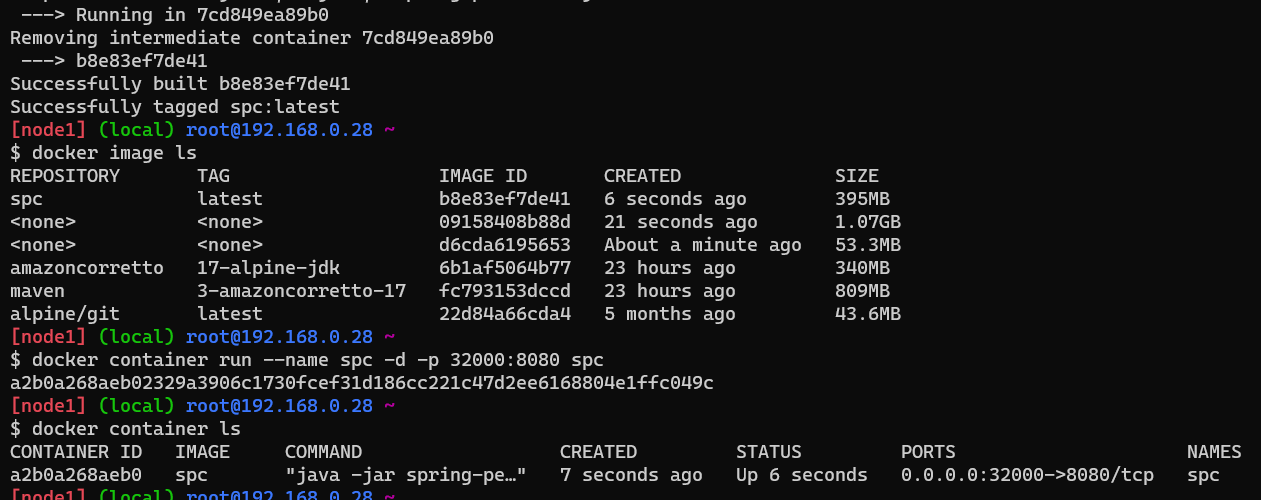 ---> Running in 7cd849ea89b0
Removing intermediate container 7cd849ea89b0
 ---> b8e83ef7de41
Successfully built b8e83ef7de41
Successfully tagged spc:latest
[node1] (local) root@192.168.0.28 ~
$ docker image ls
REPOSITORY       TAG                   IMAGE ID       CREATED              SIZE
spc              latest                b8e83ef7de41   6 seconds ago        395MB
<none>           <none>                09158408b88d   21 seconds ago       1.07GB
<none>           <none>                d6cda6195653   About a minute ago   53.3MB
amazoncorretto   17-alpine-jdk         6b1af5064b77   23 hours ago         340MB
maven            3-amazoncorretto-17   fc793153dccd   23 hours ago         809MB
alpine/git       latest                22d84a66cda4   5 months ago         43.6MB
[node1] (local) root@192.168.0.28 ~
$ docker container run --name spc -d -p 32000:8080 spc
a2b0a268aeb02329a3906c1730fcef31d186cc221c47d2ee6168804e1ffc049c
[node1] (local) root@192.168.0.28 ~
$ docker container ls
CONTAINER ID   IMAGE     COMMAND                  CREATED         STATUS         PORTS                     NAMES
a2b0a268aeb0   spc       "java -jar spring-pe…"   7 seconds ago   Up 6 seconds   0.0.0.0:32000->8080/tcp   spc
[node1] (local) root@192.168.0.28 ~